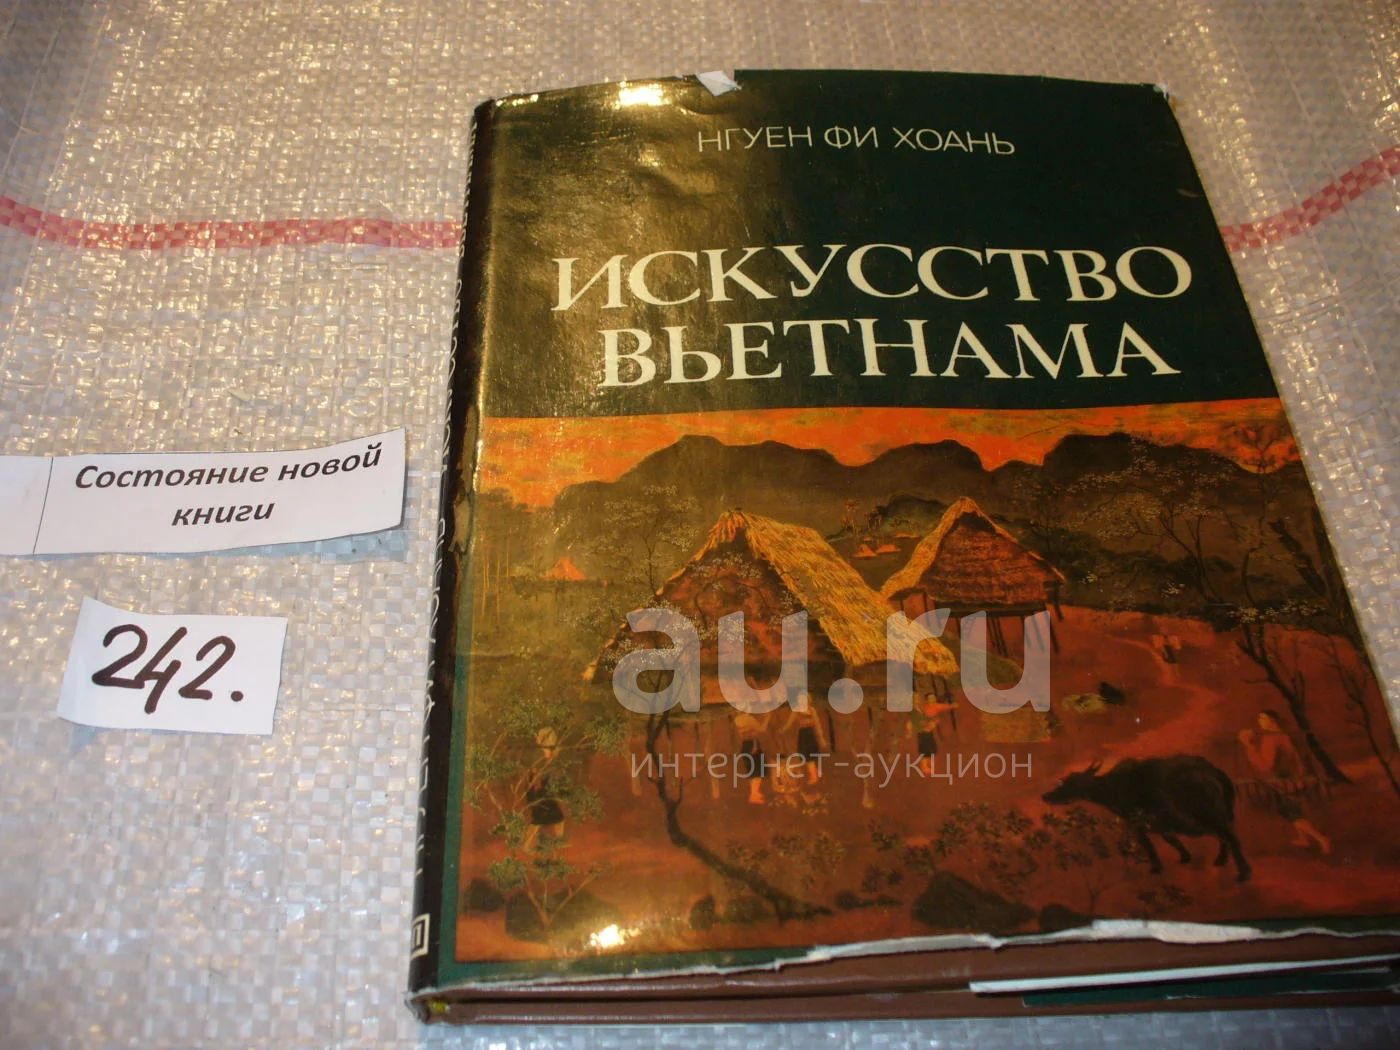 НГУЕН ФИ ХОАНЬ
ИСКУССТВО
ВЬЕТНАМА
Состояние новой
книги
242.
au.ru
интернет-аукцион